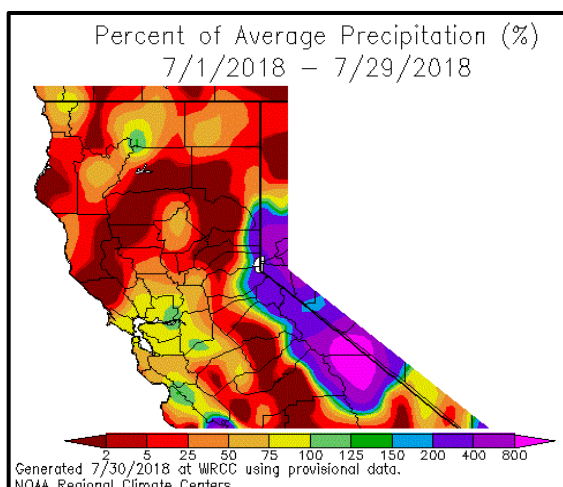 Percent of Average Precipitation (%)
7/1/2018 – 7/29/2018
2 5 25 50 75 100 125 150 200 400 800
Generated 7/30/2018 at WRCC using provisional data.
NOAA Regional Climate Centers